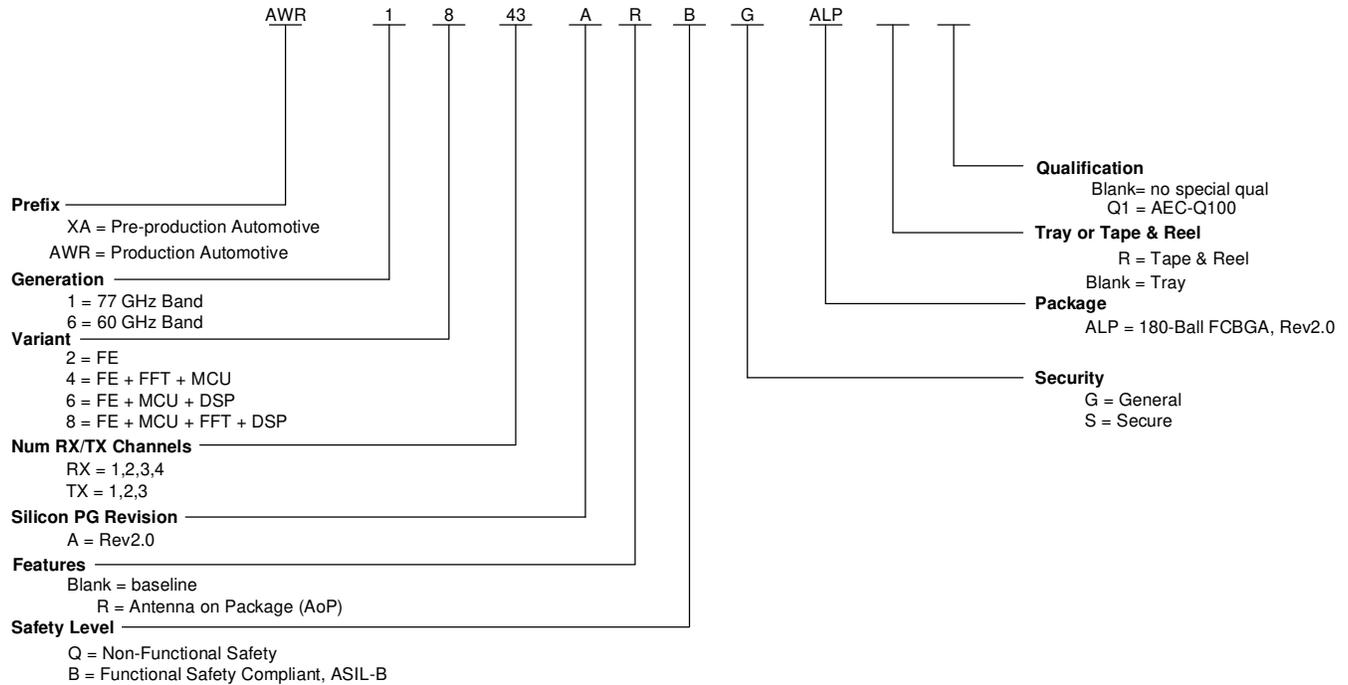 AWR 1 8 43 A R B G ALP
Prefix
XA = Pre-production Automotive
AWR = Production Automotive
Generation
1 = 77 GHz Band
6 = 60 GHz Band
Variant
2 = FE
4 = FE + FFT + MCU
6 = FE + MCU + DSP
8 = FE + MCU + FFT + DSP
Num RX/TX Channels
RX = 1,2,3,4
TX = 1,2,3
Silicon PG Revision
A = Rev2.0
Features
Blank = baseline
R = Antenna on Package (AoP)
Safety Level
Q = Non-Functional Safety
B = Functional Safety Compliant, ASIL-B
Qualification
Blank= no special qual
Q1 = AEC-Q100
Tray or Tape & Reel
R = Tape & Reel
Blank = Tray
Package
ALP = 180-Ball FCBGA, Rev2.0
Security
G = General
S = Secure